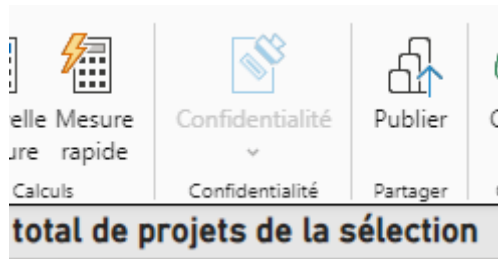 elle Mesure Confidentialité Publier
ure rapide
Calculs Confidentialité Partager
total de projets de la sélection